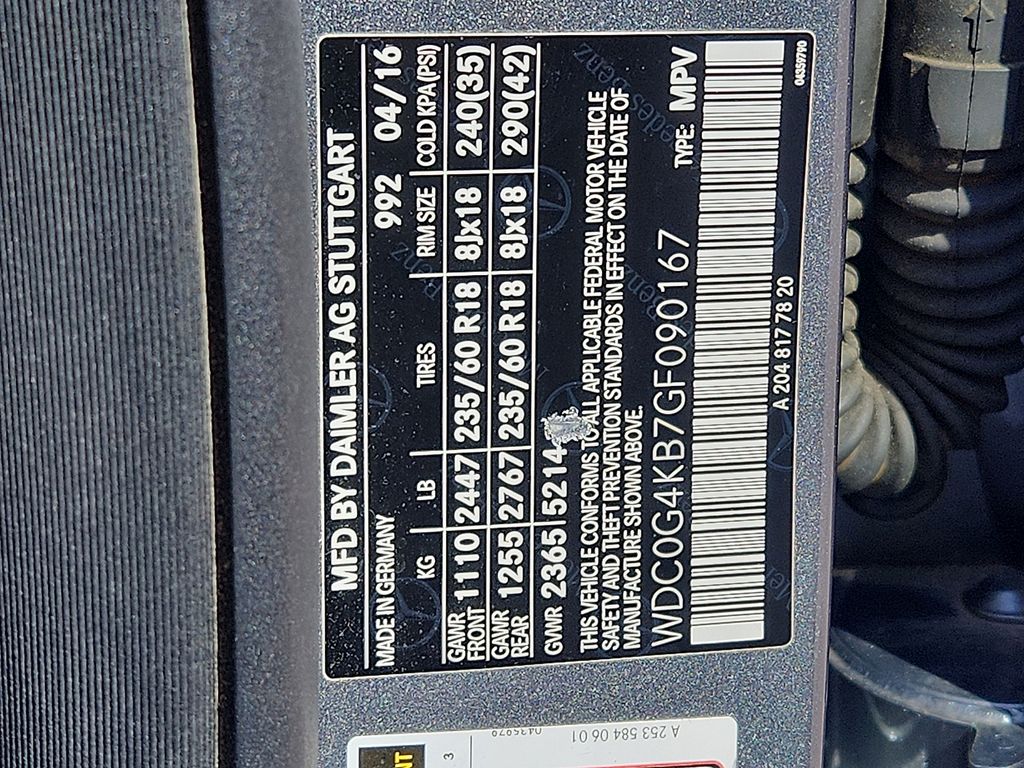 MFD BY DAIMLER AG STUTTGART
MADE IN GERMANY 992 04/16
KG LB TIRES RIM SIZE COLD KPA(PSI)
GAWR FRONT 1110 2447 235/60 R18 8Jx18 240(35)
GAWR REAR 1255 2767 235/60 R18 8Jx18 290(42)
GVWR 2365 5214
THIS VEHICLE CONFORMS TO ALL APPLICABLE FEDERAL MOTOR VEHICLE
SAFETY AND THEFT PREVENTION STANDARDS IN EFFECT ON THE DATE OF
MANUFACTURE SHOWN ABOVE.
WDC0G4KB7GF090167 TYPE: MPV
A 204 817 78 20
04359790
A 253 584 06 01
3